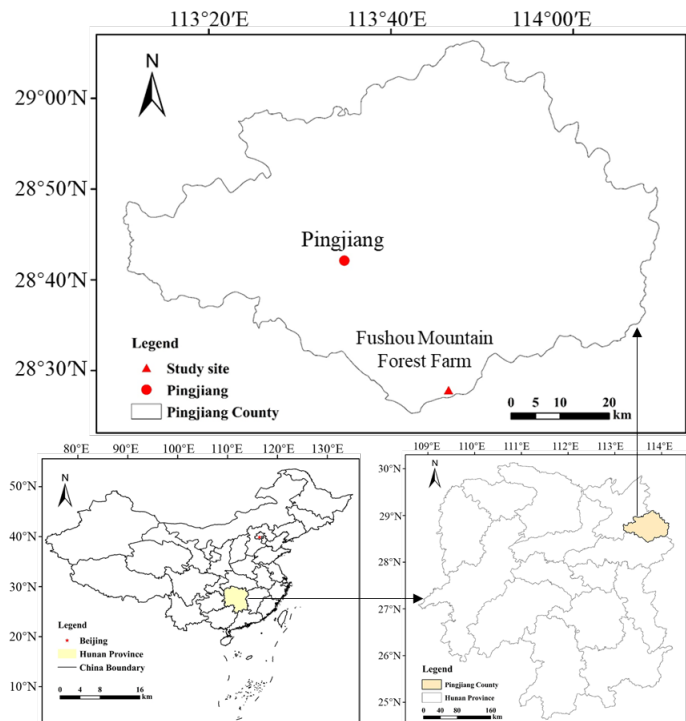 113°20′E 113°40′E 114°00′E
N
29°00′N
28°50′N
28°40′N
28°30′N
Pingjiang
Fushou Mountain
Forest Farm
Legend
Study site
Pingjiang
Pingjiang County
0 5 10 20
km
80°E 90°E 100°E 110°E 120°E 130°E
N
50°N
40°N
30°N
20°N
10°N
Legend
Beijing
Hunan Province
China Boundary
0 4 8 16
km
109°E 110°E 111°E 112°E 113°E 114°E
N
30°N
29°N
28°N
27°N
26°N
25°N
Legend
Pingjiang County
Hunan Province
0 40 80 160
km